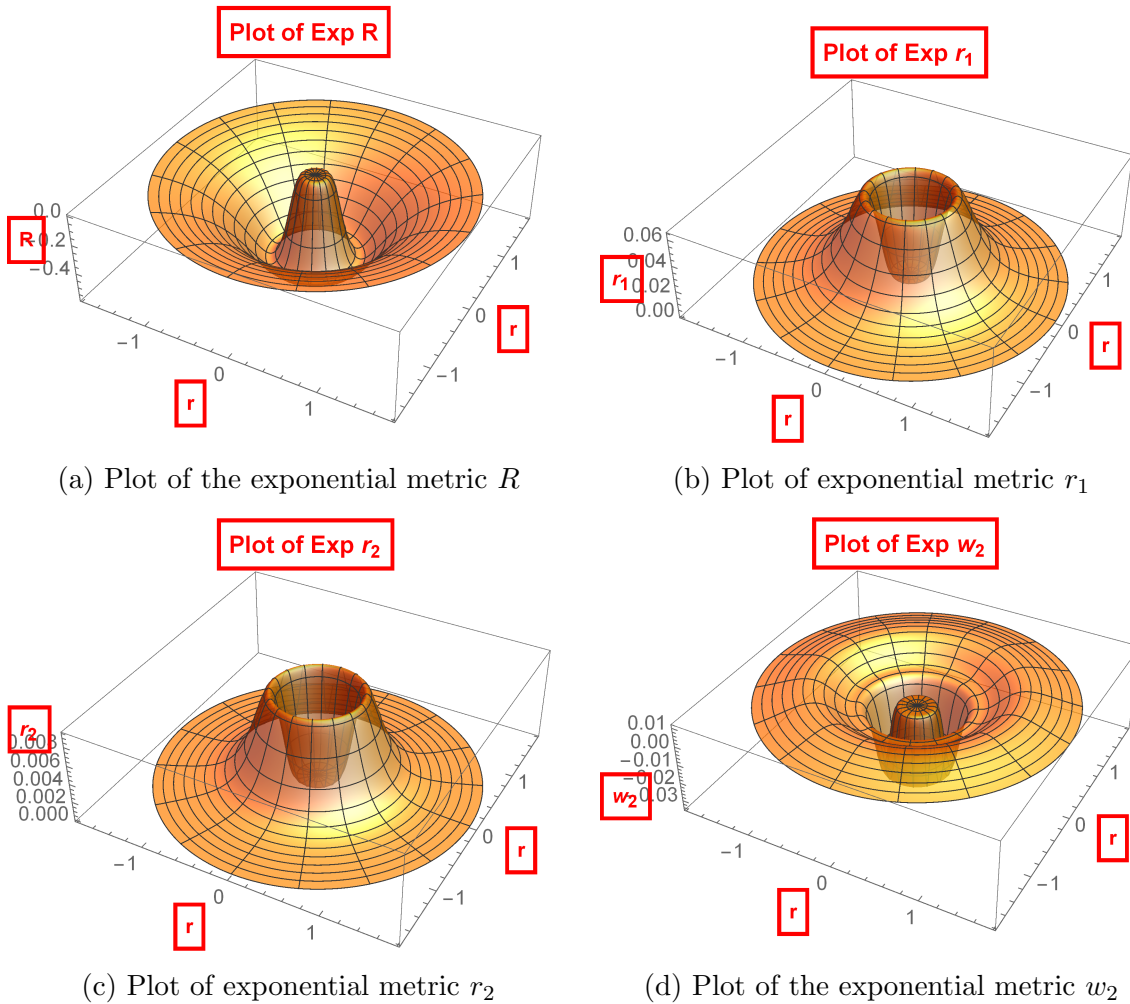 Plot of Exp R
0.0
R
-0.2
-0.4
-1
0
1
-1
0
1
r
r
(a) Plot of the exponential metric R
Plot of Exp r₁
0.06
0.04
r₁
0.02
0.00
-1
0
1
-1
0
1
r
r
(b) Plot of exponential metric r₁
Plot of Exp r₂
r₂
0.008
0.006
0.004
0.002
0.000
-1
0
1
-1
0
1
r
r
(c) Plot of exponential metric r₂
Plot of Exp w₂
0.01
0.00
-0.01
-0.02
w₂
-0.03
-1
0
1
-1
0
1
r
r
(d) Plot of the exponential metric w₂